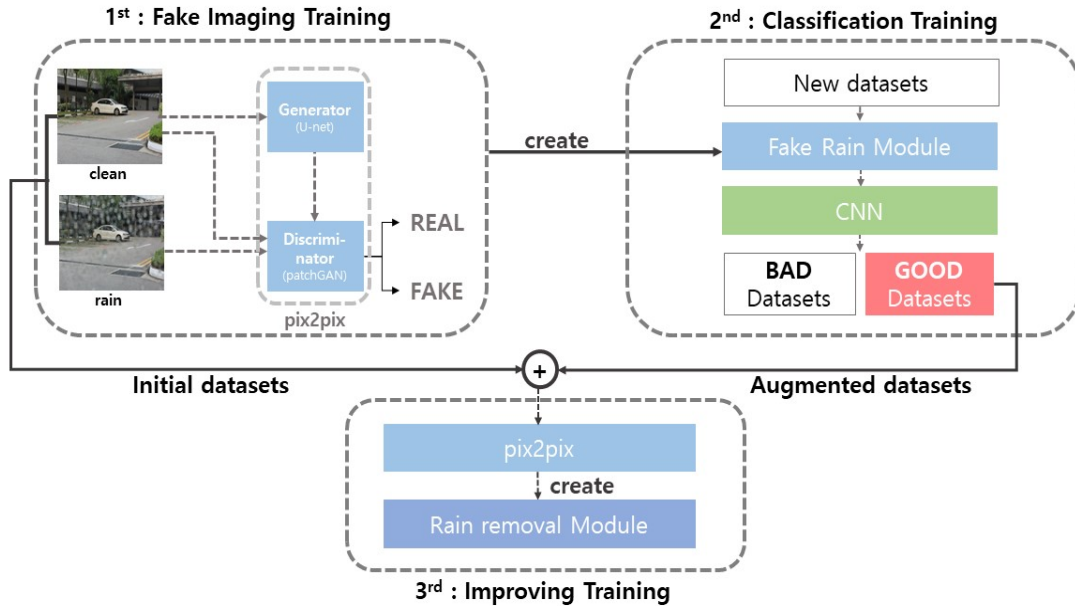 1st : Fake Imaging Training
clean
rain
Generator
(U-net)
Discrimi-
nator
(patchGAN)
pix2pix
REAL
FAKE
create
2nd : Classification Training
New datasets
Fake Rain Module
CNN
BAD
Datasets
GOOD
Datasets
Initial datasets
+
Augmented datasets
pix2pix
create
Rain removal Module
3rd : Improving Training